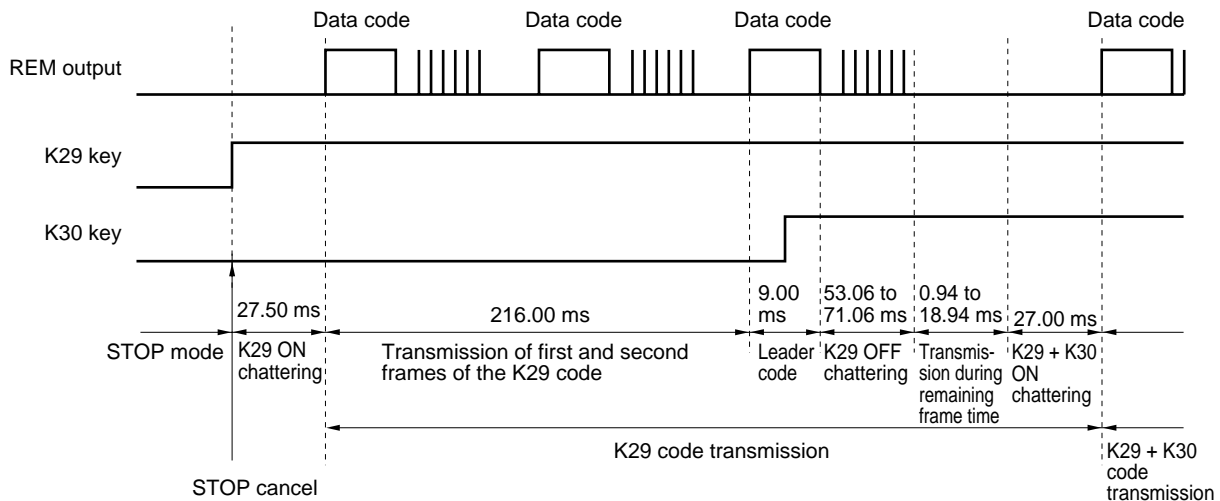 Data code Data code Data code Data code
REM output
K29 key
K30 key
27.50 ms
216.00 ms
9.00
ms
53.06 to
71.06 ms
0.94 to
18.94 ms
27.00 ms
STOP mode
K29 ON
chattering
Transmission of first and second
frames of the K29 code
Leader
code
K29 OFF
chattering
Transmis-
sion during
remaining
frame time
K29 + K30
ON
chattering
K29 code transmission
K29 + K30
code
transmission
STOP cancel